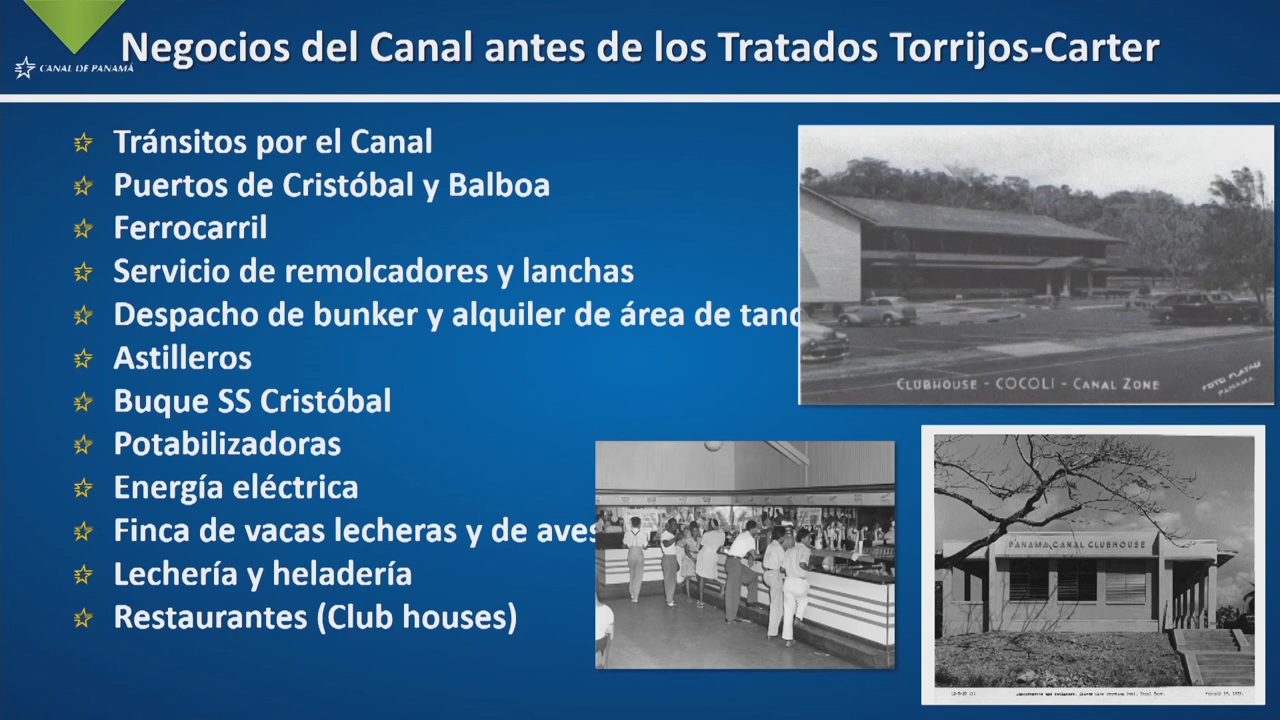 Negocios del Canal antes de los Tratados Torrijos-Carter
CANAL DE PANAMÁ
Tránsitos por el Canal
Puertos de Cristóbal y Balboa
Ferrocarril
Servicio de remolcadores y lanchas
Despacho de bunker y alquiler de área de
Astilleros
Buque SS Cristóbal
Potabilizadoras
Energía eléctrica
Finca de vacas lecheras y de aves
Lechería y heladería
Restaurantes (Club houses)
CLUBHOUSE - COCOLI - CANAL ZONE
FOTO FLATAU
PANAMA
PANAMA CANAL CLUBHOUSE